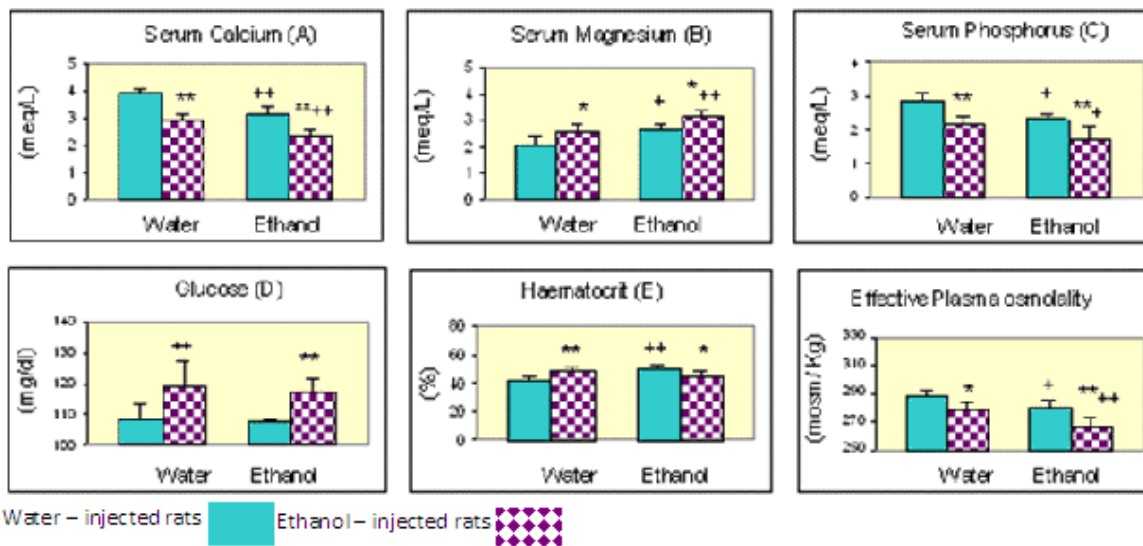 Serum Calcium (A)
5
4
3
2
1
0
(meq/L)
**
++
**++
Water Ethanol
Serum Magnesium (B)
5
4
3
2
1
0
(meq/L)
*
+
*
++
Water Ethanol
Serum Phosphorus (C)
3
2
1
0
(meq/L)
**
+
**
+
Water Ethanol
Glucose (D)
140
130
120
110
100
(mg/dl)
**
Water Ethanol
Haematocrit (E)
80
60
40
20
0
(%)
**
++
*
Water Ethanol
Effective Plasma osmolality
290
270
(mosm/Kg)
*
+
**
++
Water Ethanol
Water – injected rats Ethanol – injected rats